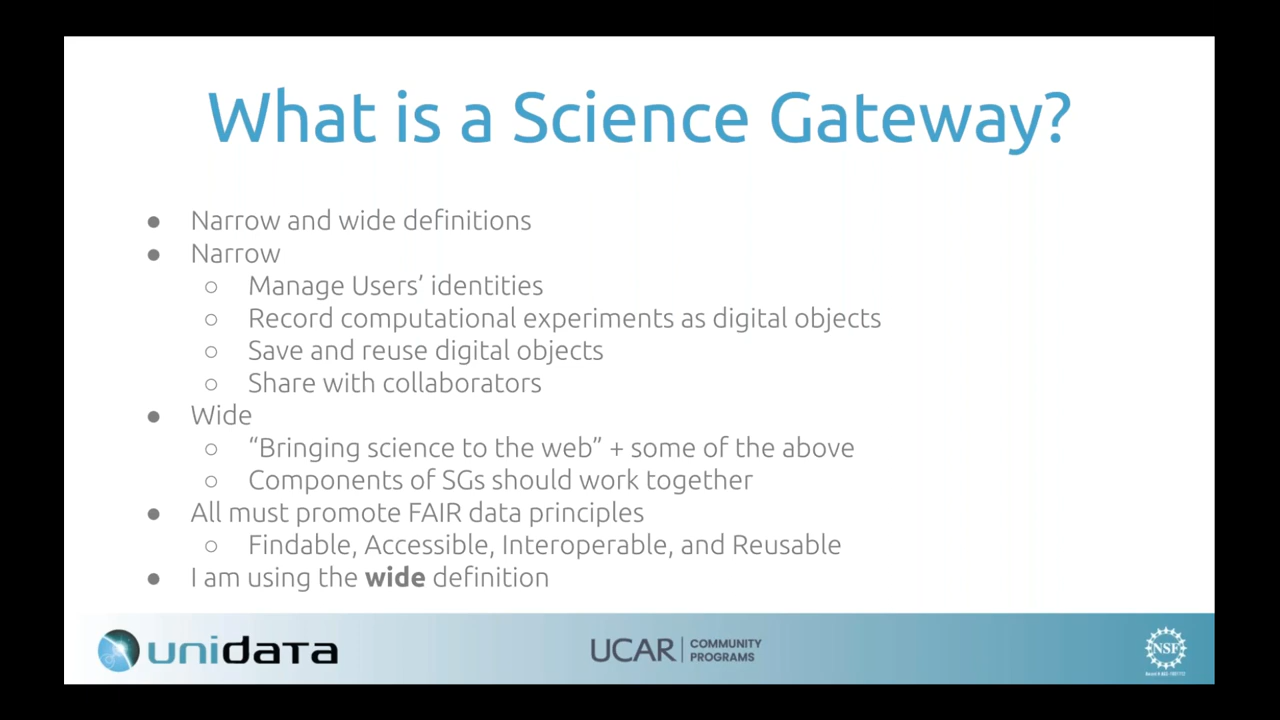 What is a Science Gateway?
● Narrow and wide definitions
● Narrow
○ Manage Users’ identities
○ Record computational experiments as digital objects
○ Save and reuse digital objects
○ Share with collaborators
● Wide
○ “Bringing science to the web” + some of the above
○ Components of SGs should work together
● All must promote FAIR data principles
○ Findable, Accessible, Interoperable, and Reusable
● I am using the wide definition
unidata
UCAR | COMMUNITY PROGRAMS
NSF